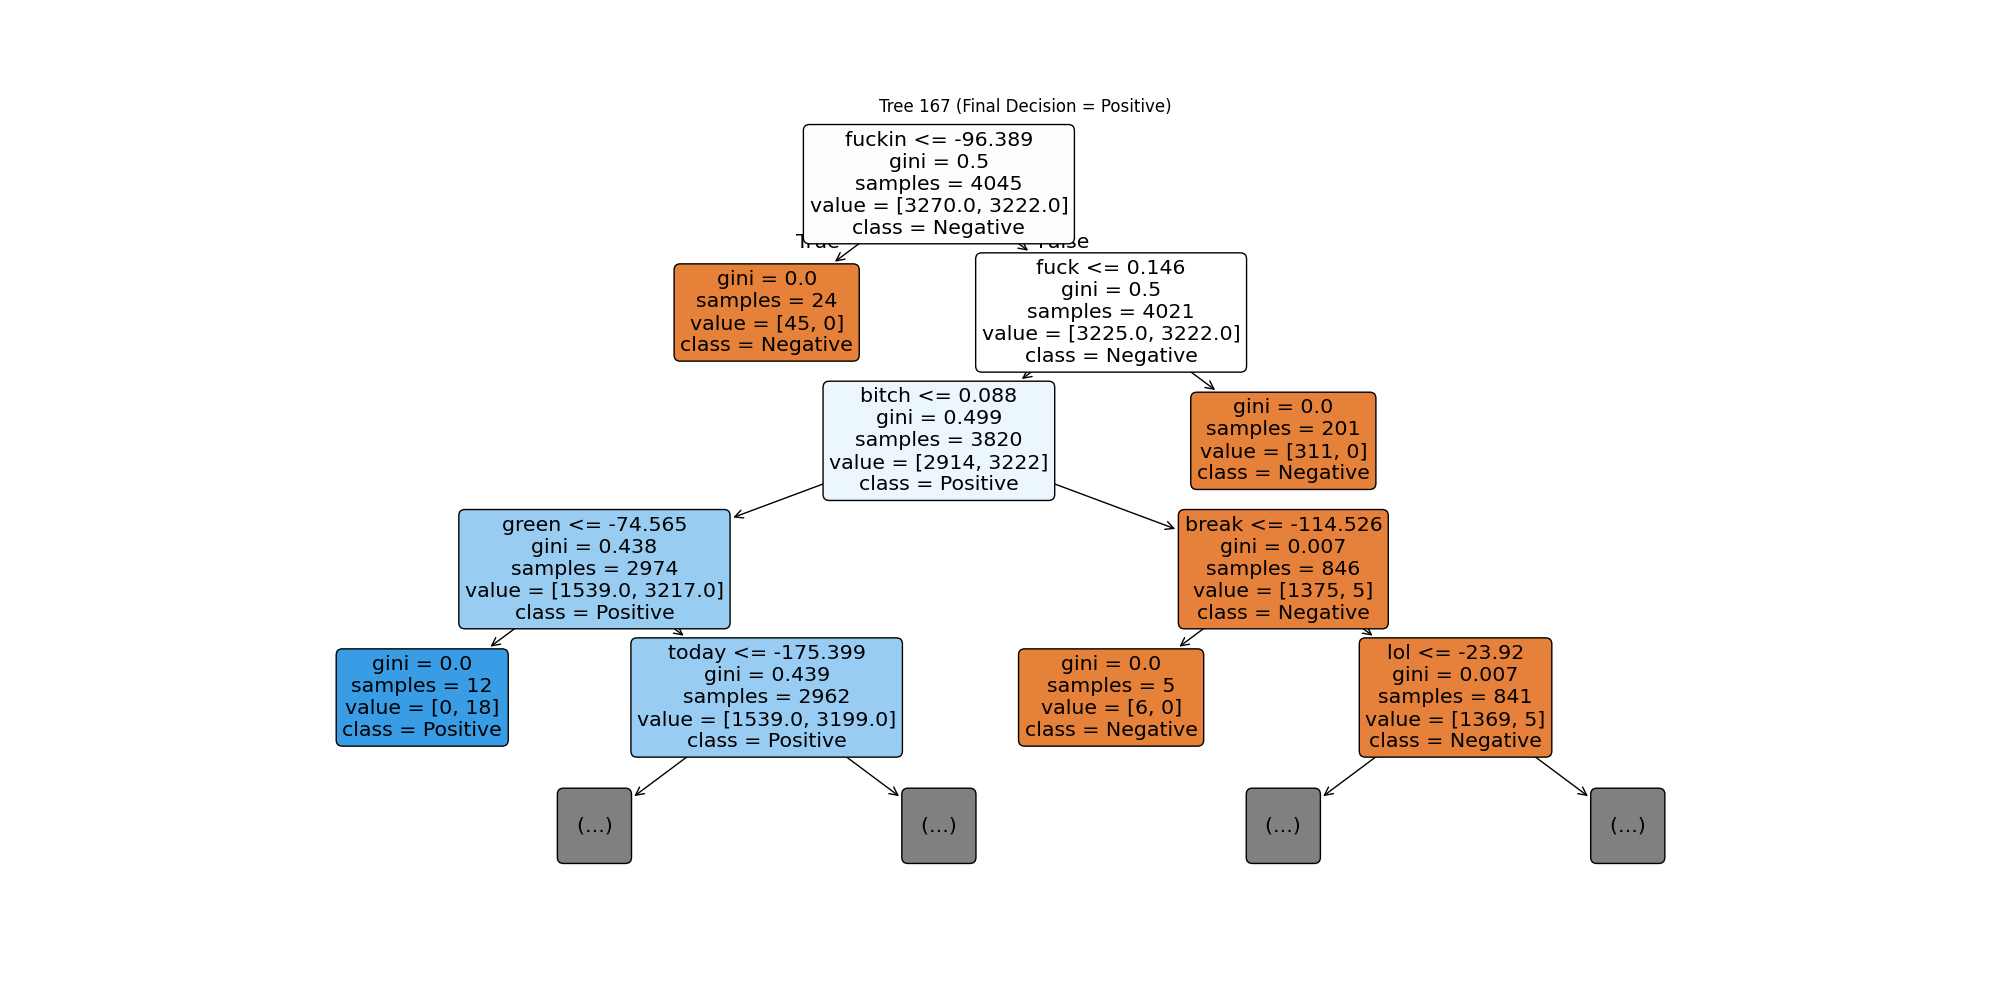 Tree 167 (Final Decision = Positive)
fuckin <= -96.389
gini = 0.5
samples = 4045
value = [3270.0, 3222.0]
class = Negative
True
False
gini = 0.0
samples = 24
value = [45, 0]
class = Negative
fuck <= 0.146
gini = 0.5
samples = 4021
value = [3225.0, 3222.0]
class = Negative
bitch <= 0.088
gini = 0.499
samples = 3820
value = [2914, 3222]
class = Positive
gini = 0.0
samples = 201
value = [311, 0]
class = Negative
green <= -74.565
gini = 0.438
samples = 2974
value = [1539.0, 3217.0]
class = Positive
break <= -114.526
gini = 0.007
samples = 846
value = [1375, 5]
class = Negative
gini = 0.0
samples = 12
value = [0, 18]
class = Positive
today <= -175.399
gini = 0.439
samples = 2962
value = [1539.0, 3199.0]
class = Positive
gini = 0.0
samples = 5
value = [6, 0]
class = Negative
lol <= -23.92
gini = 0.007
samples = 841
value = [1369, 5]
class = Negative
(...)
(...)
(...)
(...)